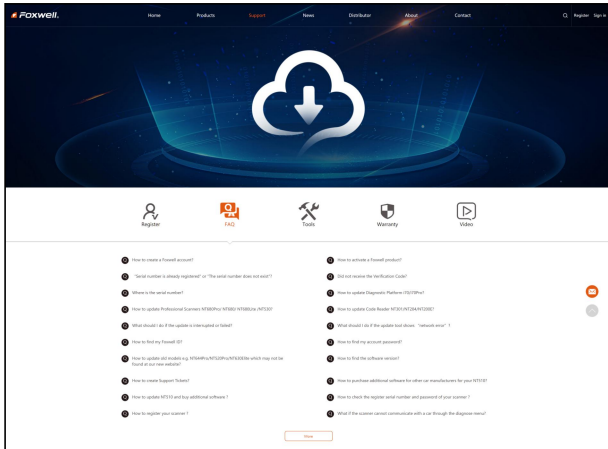 Foxwell.
Home Products Support News Distributor About Contact Register Sign in
Register FAQ Tools Warranty Video
How to create a Foxwell account?
How to activate a Foxwell product?
"Serial number is already registered" or "The serial number does not exist"?
Did not receive the Verification Code?
Where is the serial number?
How to update Diagnostic Platform i70/i70Pro?
How to update Professional Scanners NT680Pro/ NT680/ NT680Lite /NT530?
How to update Code Reader NT301/NT204/NT200E?
What should I do if the update is interrupted or failed?
What should I do if the update tool shows "network error" ?
How to find my Foxwell ID?
How to find my account password?
How to update old models e.g. NT644Pro/NT520Pro/NT630Elite which may not be
found at our new website?
How to find the software version?
How to create Support Tickets?
How to purchase additional software for other car manufacturers for your NT510?
How to update NT510 and buy additional software ?
How to check the register serial number and password of your scanner ?
How to register your scanner ?
What if the scanner cannot communicate with a car through the diagnose menu?